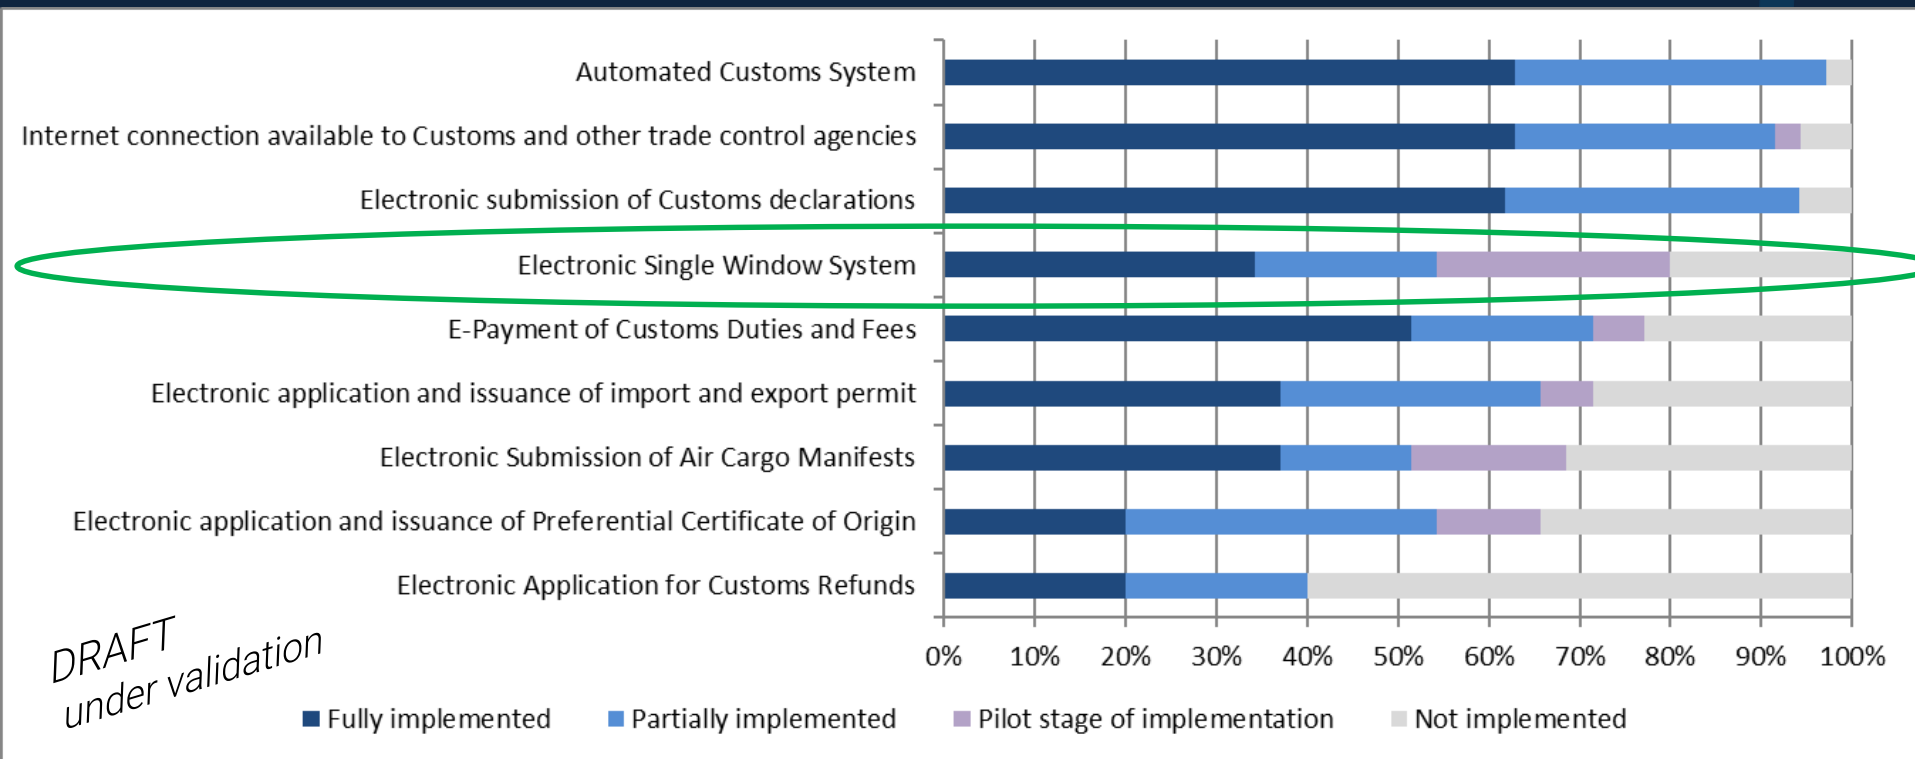 Automated Customs System
Internet connection available to Customs and other trade control agencies
Electronic submission of Customs declarations
Electronic Single Window System
E-Payment of Customs Duties and Fees
Electronic application and issuance of import and export permit
Electronic Submission of Air Cargo Manifests
Electronic application and issuance of Preferential Certificate of Origin
Electronic Application for Customs Refunds
0% 10% 20% 30% 40% 50% 60% 70% 80% 90% 100%
DRAFT
under validation
Fully implemented Partially implemented Pilot stage of implementation Not implemented